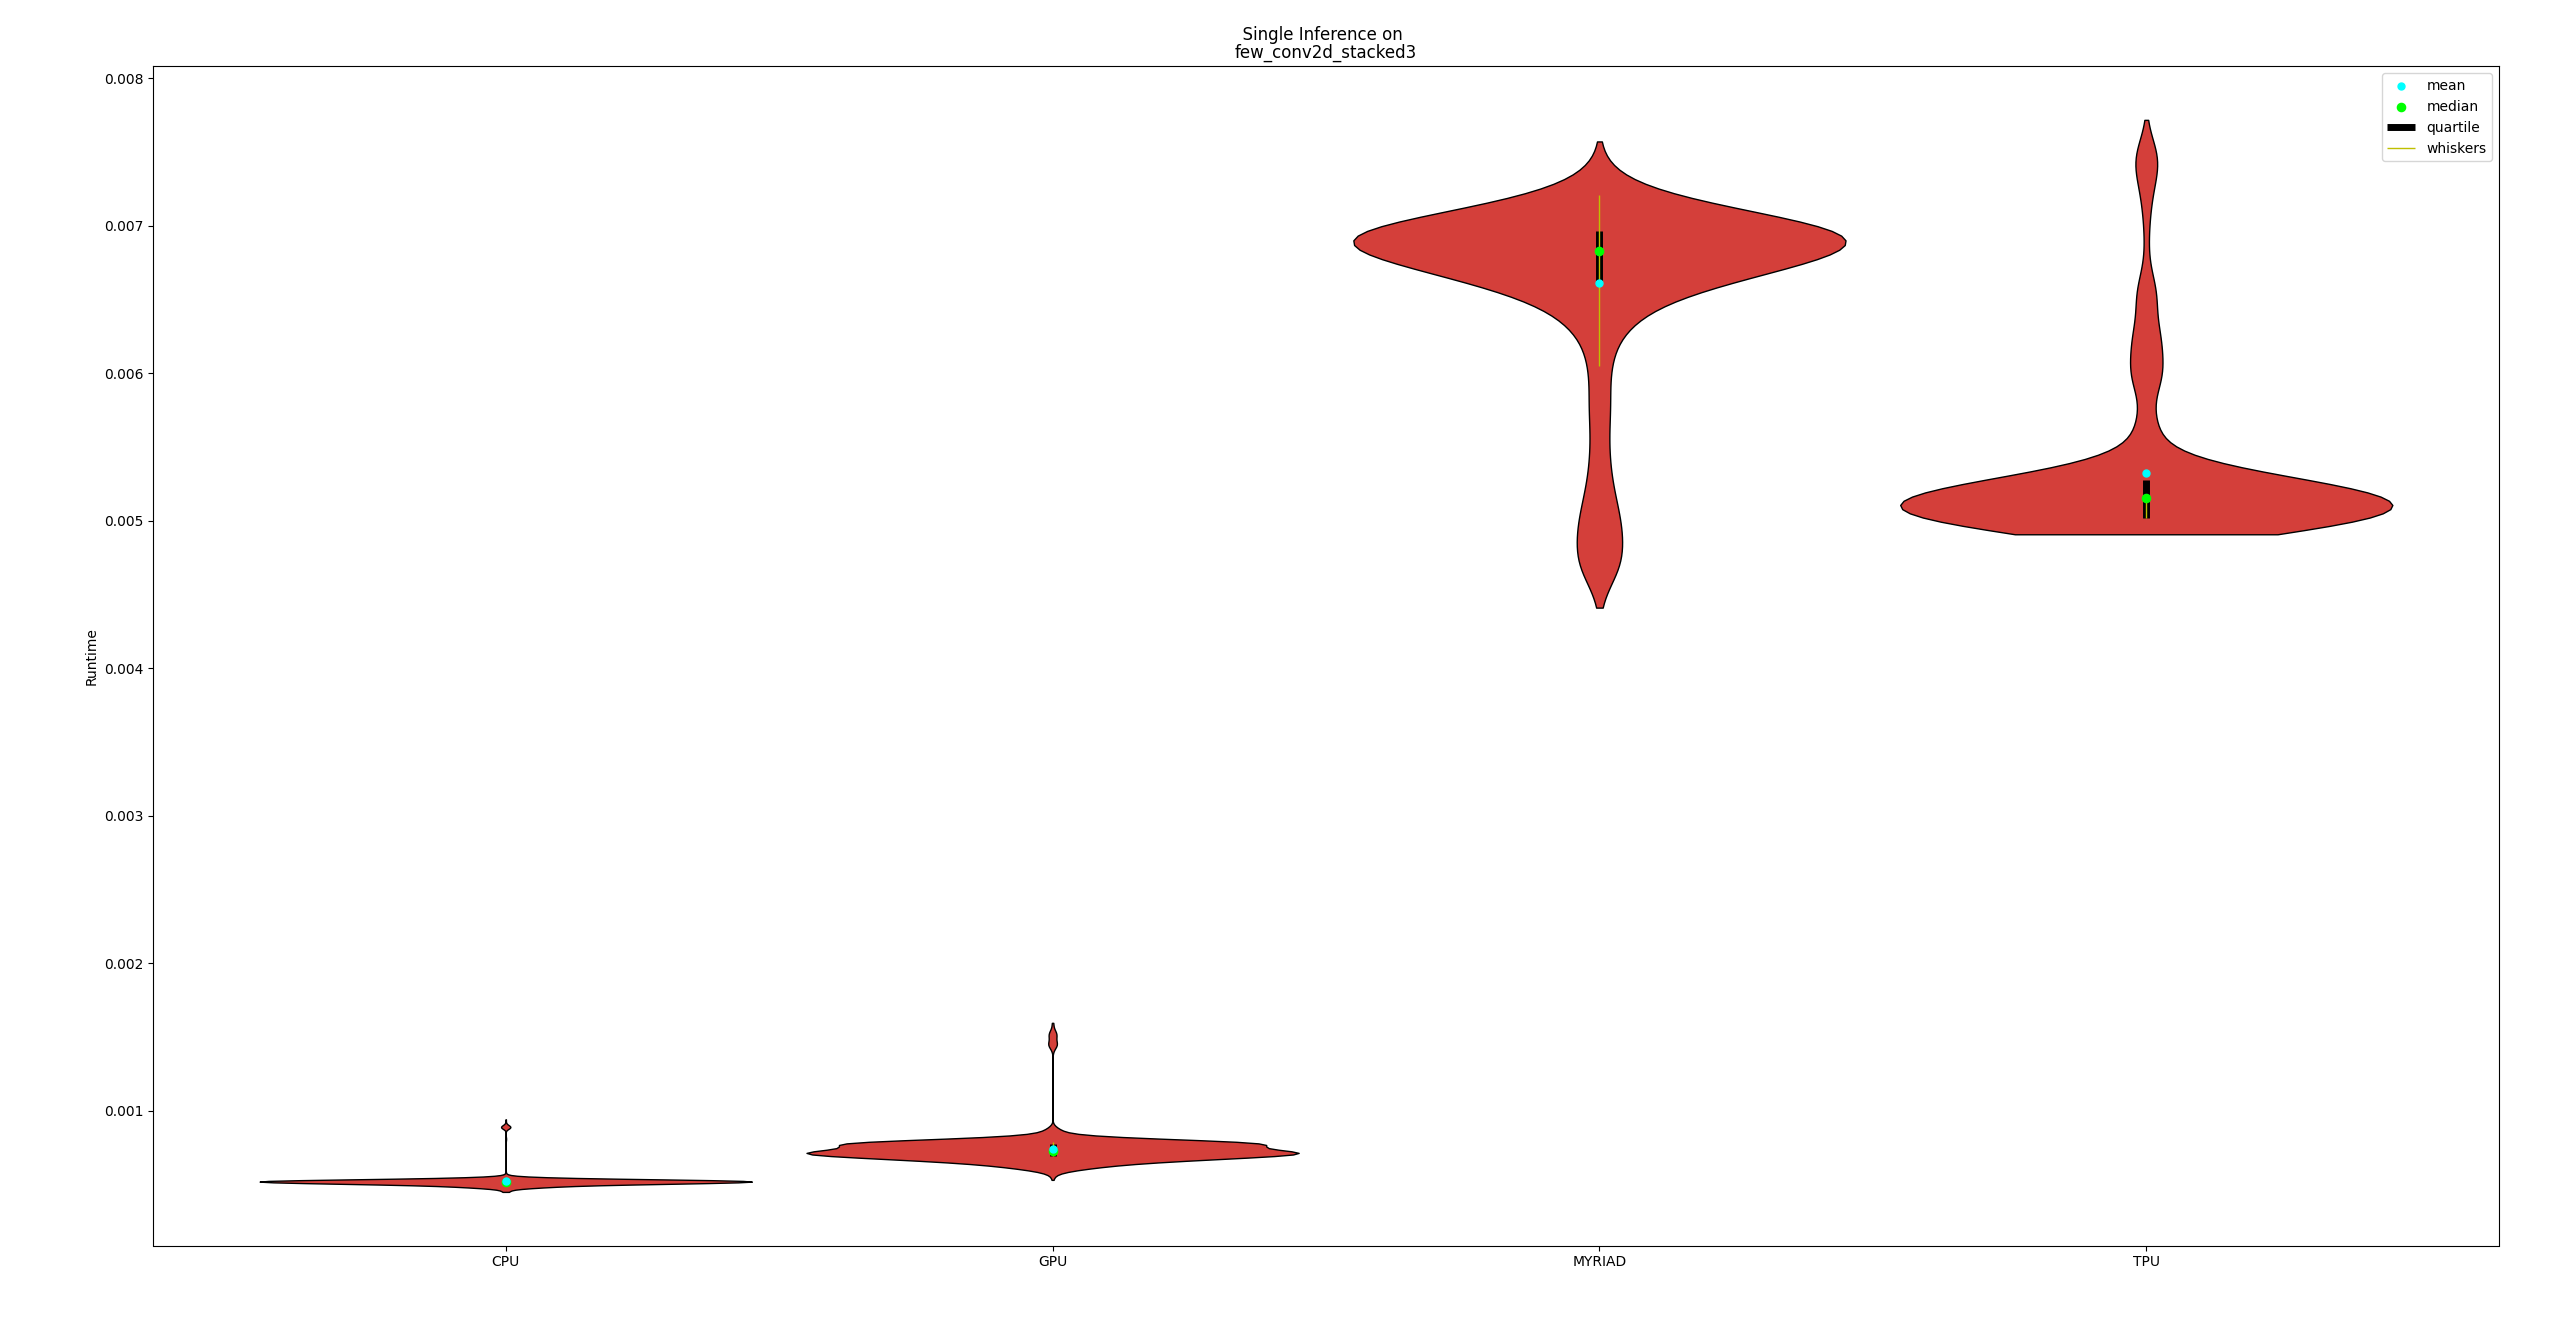 Single Inference on
few_conv2d_stacked3
0.008
0.007
0.006
0.005
0.004
0.003
0.002
0.001
Runtime
mean
median
quartile
whiskers
CPU
GPU
MYRIAD
TPU